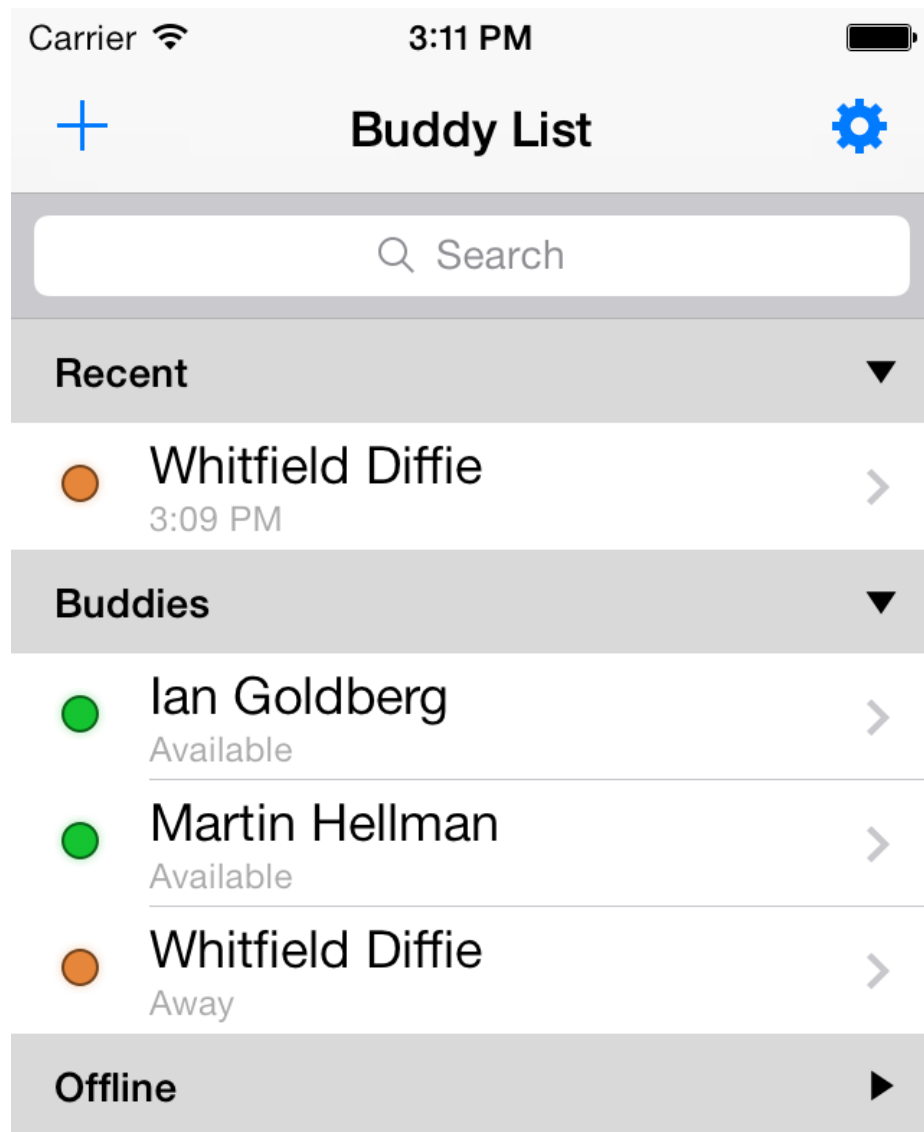 Carrier 3:11 PM
Buddy List
Search
Recent
Whitfield Diffie
3:09 PM
Buddies
Ian Goldberg
Available
Martin Hellman
Available
Whitfield Diffie
Away
Offline